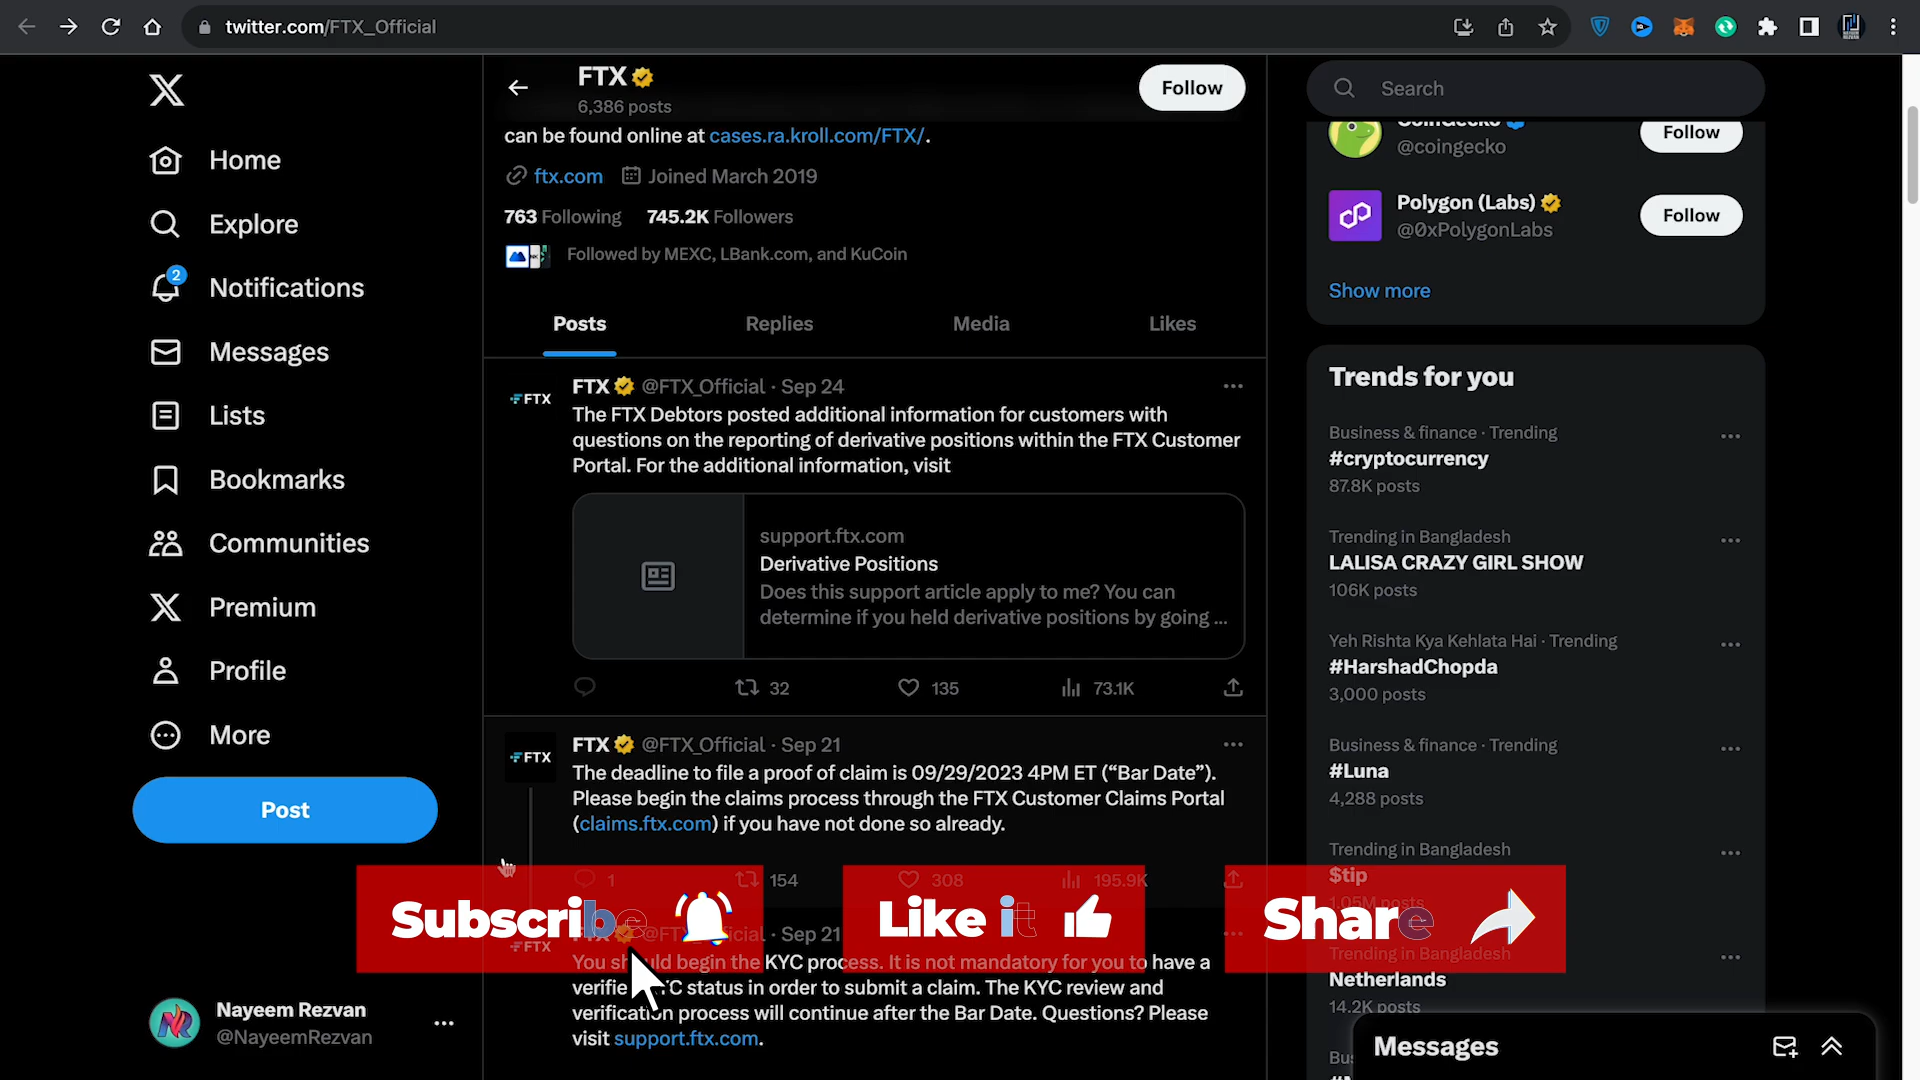 twitter.com/FTX_Official
Home
Explore
2
Notifications
Messages
Lists
Bookmarks
Communities
Premium
Profile
More
Post
Nayeem Rezvan
@NayeemRezvan
FTX
6,386 posts
Follow
can be found online at cases.ra.kroll.com/FTX/.
ftx.com Joined March 2019
763 Following 745.2K Followers
Followed by MEXC, LBank.com, and KuCoin
Posts Replies Media Likes
FTX
FTX @FTX_Official · Sep 24
The FTX Debtors posted additional information for customers with
questions on the reporting of derivative positions within the FTX Customer
Portal. For the additional information, visit
support.ftx.com
Derivative Positions
Does this support article apply to me? You can
determine if you held derivative positions by going ...
32 135 73.1K
FTX
FTX @FTX_Official · Sep 21
The deadline to file a proof of claim is 09/29/2023 4PM ET (“Bar Date”).
Please begin the claims process through the FTX Customer Claims Portal
(claims.ftx.com) if you have not done so already.
1 154 308 195.9K
Subscribe Like it Share
FTX
· Sep 21
You should begin the KYC process. It is not mandatory for you to have a
status in order to submit a claim. The KYC review and
verification process will continue after the Bar Date. Questions? Please
visit support.ftx.com.
Search
CoinGecko
@coingecko
Follow
Polygon (Labs)
@0xPolygonLabs
Follow
Show more
Trends for you
Business & finance · Trending
#cryptocurrency
87.8K posts
Trending in Bangladesh
LALISA CRAZY GIRL SHOW
106K posts
Yeh Rishta Kya Kehlata Hai · Trending
#HarshadChopda
3,000 posts
Business & finance · Trending
#Luna
4,288 posts
Trending in Bangladesh
$tip
1.05M posts
Trending in Bangladesh
Netherlands
14.2K posts
Messages